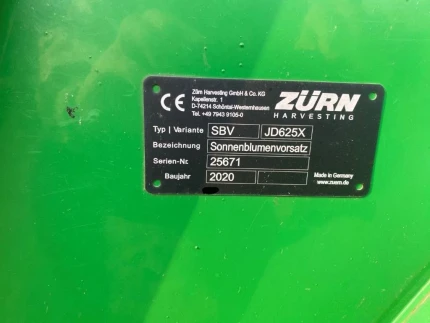 CE
Zürn Harvesting GmbH & Co. KG
Kapellenstr. 1
D-74214 Schöntal-Westernhausen
Tel. +49 7943 9105-0
ZÜRN
HARVESTING
Typ | Variante SBV JD625X
Bezeichnung Sonnenblumenvorsatz
Serien-Nr. 25671
Baujahr 2020
Made in Germany
www.zuern.de